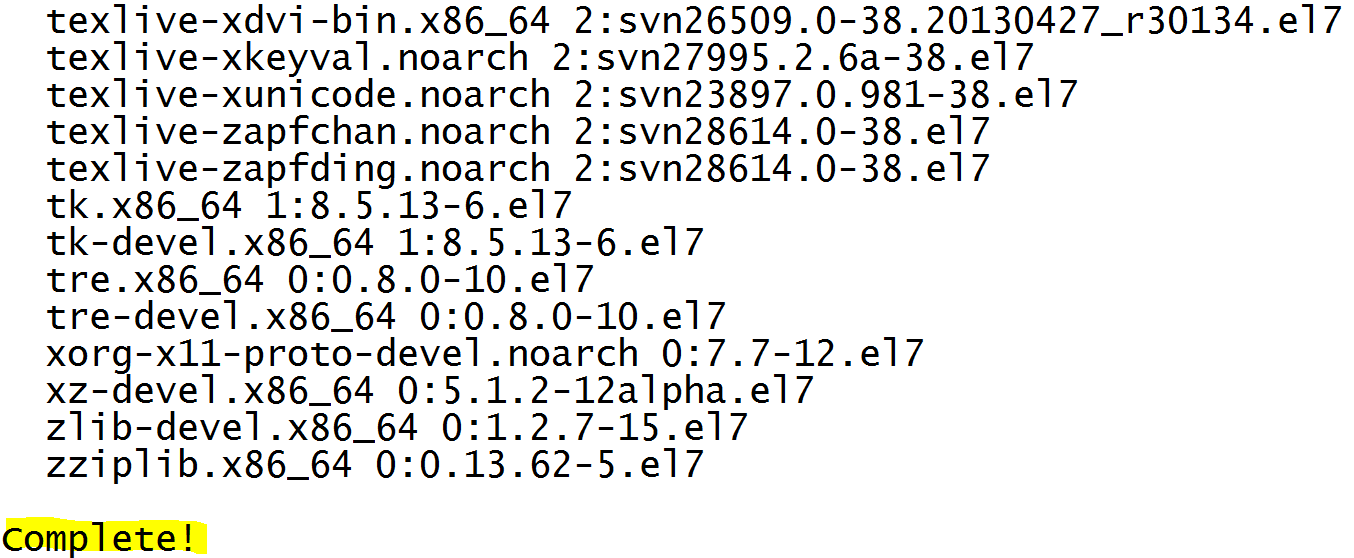 texlive-xdvi-bin.x86_64 2:svn26509.0-38.20130427_r30134.el7
texlive-xkeyval.noarch 2:svn27995.2.6a-38.el7
texlive-xunicode.noarch 2:svn23897.0.981-38.el7
texlive-zapfchan.noarch 2:svn28614.0-38.el7
texlive-zapfding.noarch 2:svn28614.0-38.el7
tk.x86_64 1:8.5.13-6.el7
tk-devel.x86_64 1:8.5.13-6.el7
tre.x86_64 0:0.8.0-10.el7
tre-devel.x86_64 0:0.8.0-10.el7
xorg-x11-proto-devel.noarch 0:7.7-12.el7
xz-devel.x86_64 0:5.1.2-12alpha.el7
zlib-devel.x86_64 0:1.2.7-15.el7
zziplib.x86_64 0:0.13.62-5.el7
Complete!